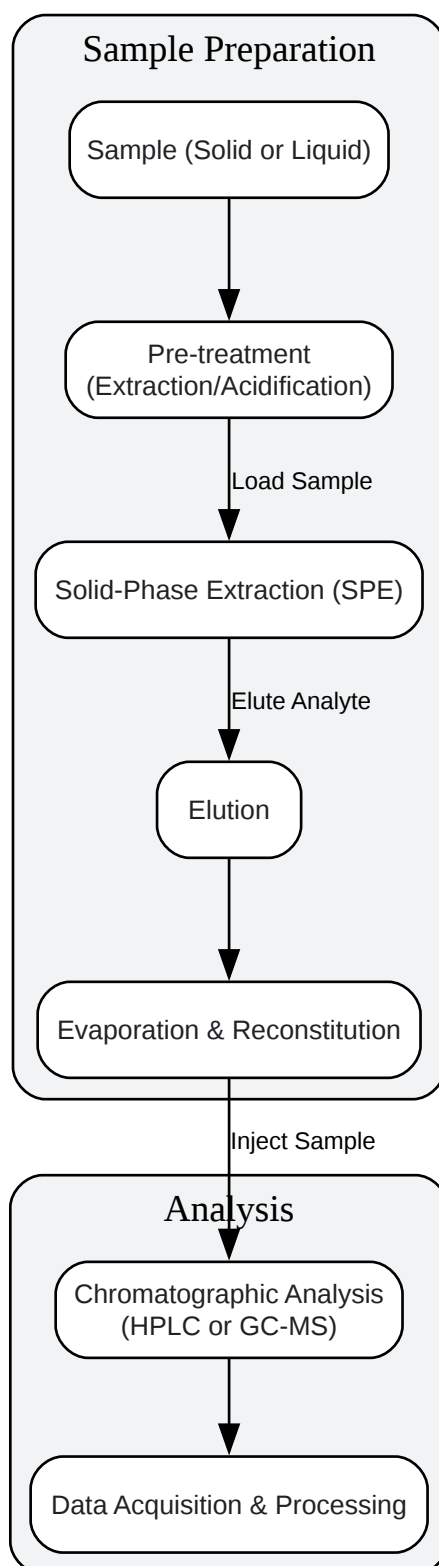 Sample Preparation
Sample (Solid or Liquid)
Pre-treatment
(Extraction/Acidification)
Load Sample
Solid-Phase Extraction (SPE)
Elute Analyte
Elution
Evaporation & Reconstitution
Inject Sample
Analysis
Chromatographic Analysis
(HPLC or GC-MS)
Data Acquisition & Processing